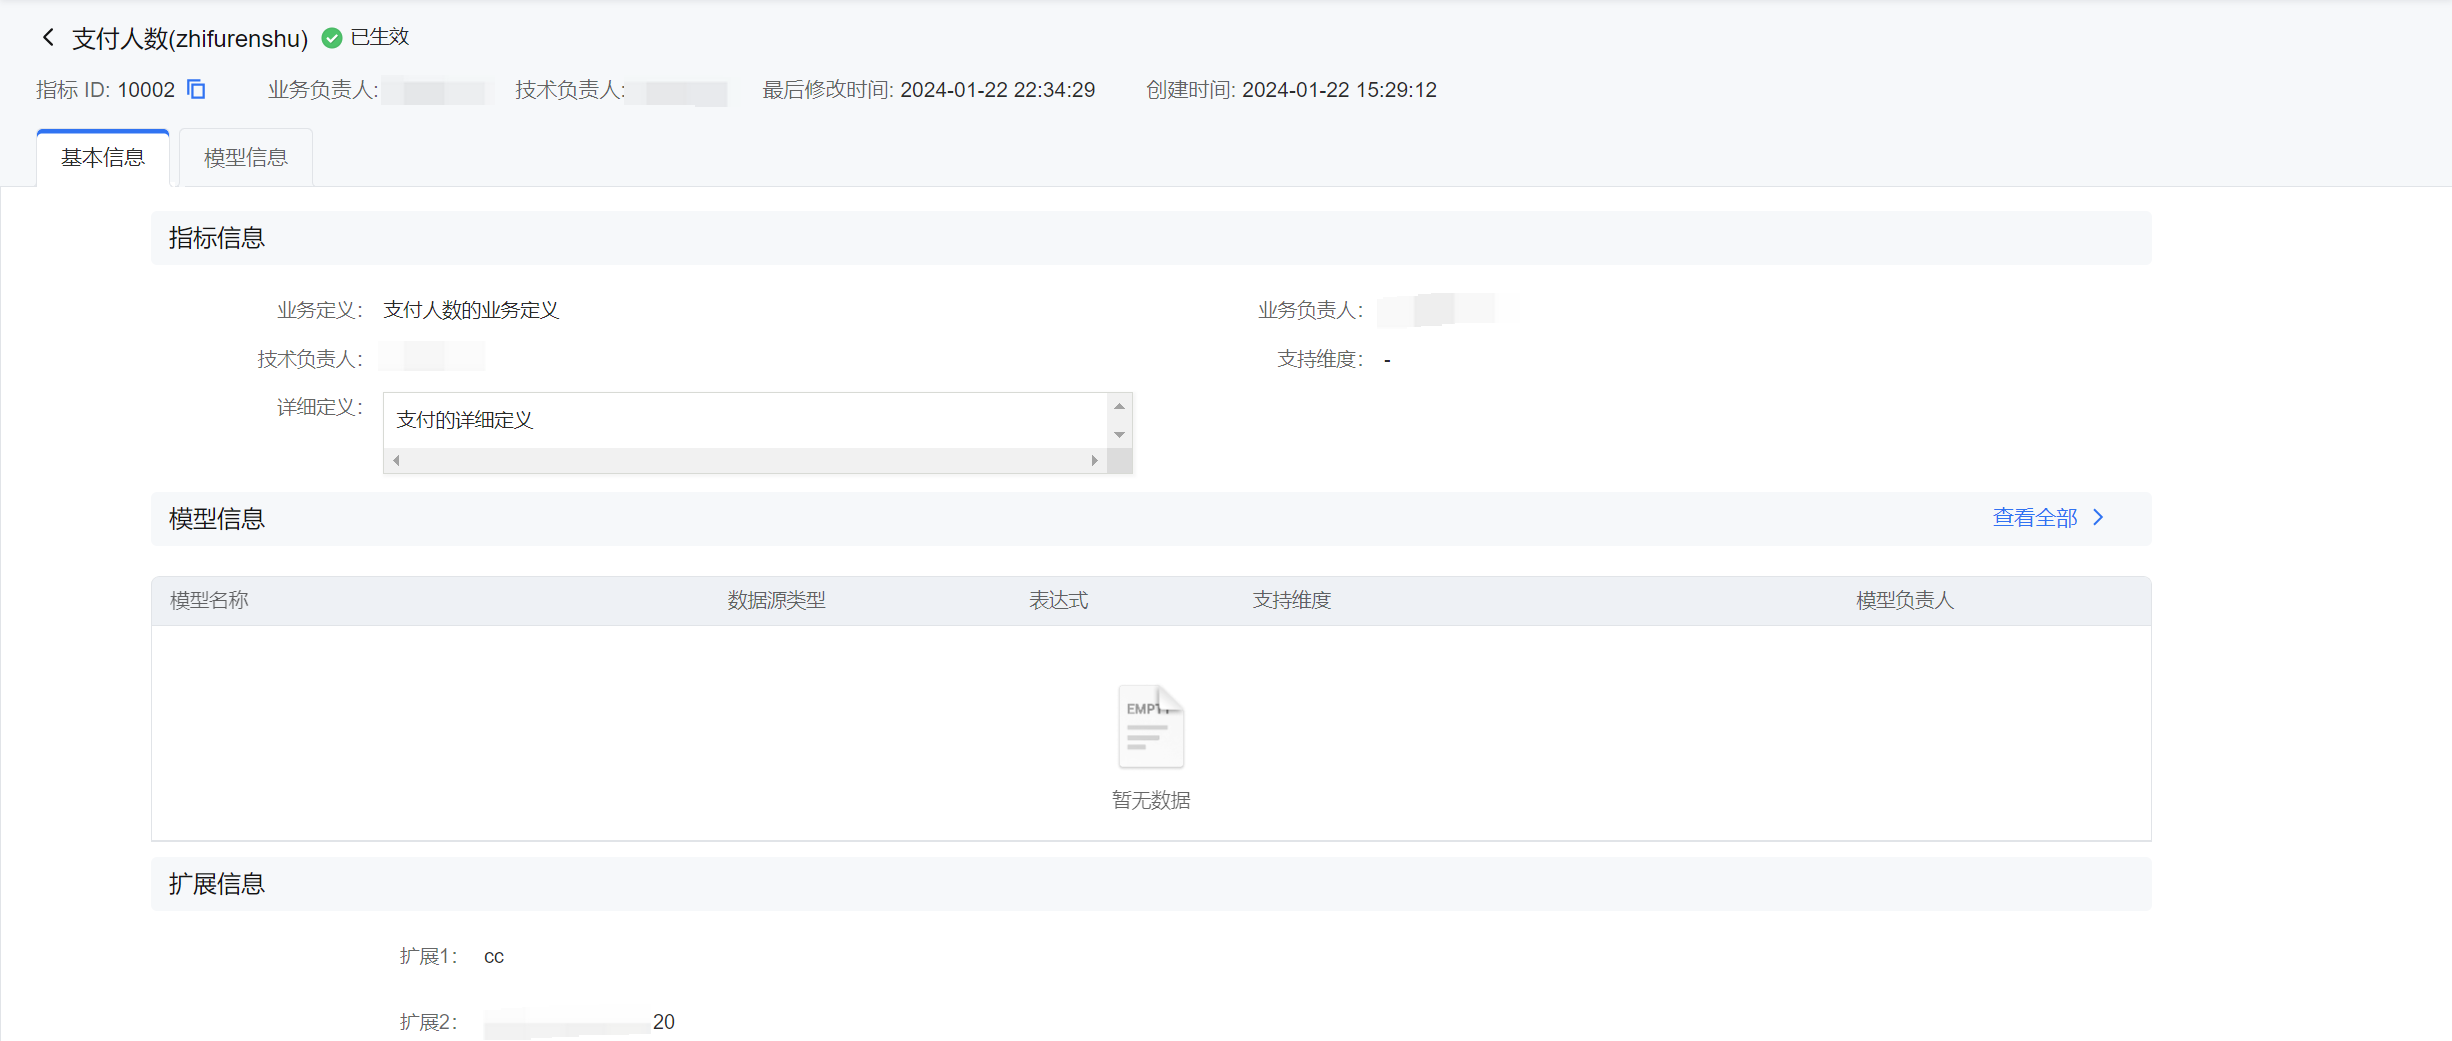 支付人数(zhifurenshu) 已生效
指标 ID: 10002 业务负责人: 技术负责人: 最后修改时间: 2024-01-22 22:34:29 创建时间: 2024-01-22 15:29:12
基本信息 模型信息
指标信息
业务定义： 支付人数的业务定义 业务负责人：
技术负责人： 支持维度： -
详细定义： 支付的详细定义
模型信息 查看全部
模型名称 数据源类型 表达式 支持维度 模型负责人
EMPTY
暂无数据
扩展信息
扩展1： cc
扩展2： 20